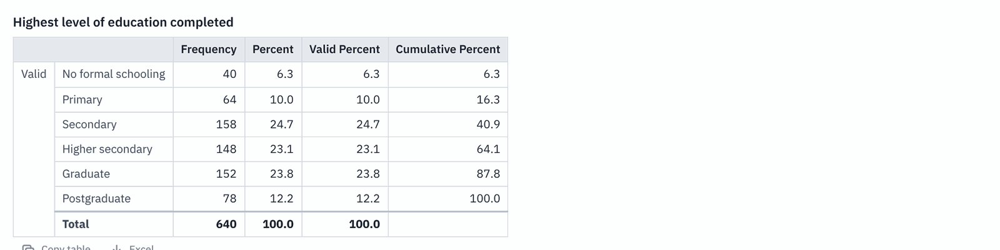 Highest level of education completed
Frequency Percent Valid Percent Cumulative Percent
Valid No formal schooling 40 6.3 6.3 6.3
Primary 64 10.0 10.0 16.3
Secondary 158 24.7 24.7 40.9
Higher secondary 148 23.1 23.1 64.1
Graduate 152 23.8 23.8 87.8
Postgraduate 78 12.2 12.2 100.0
Total 640 100.0 100.0
Copy table Excel